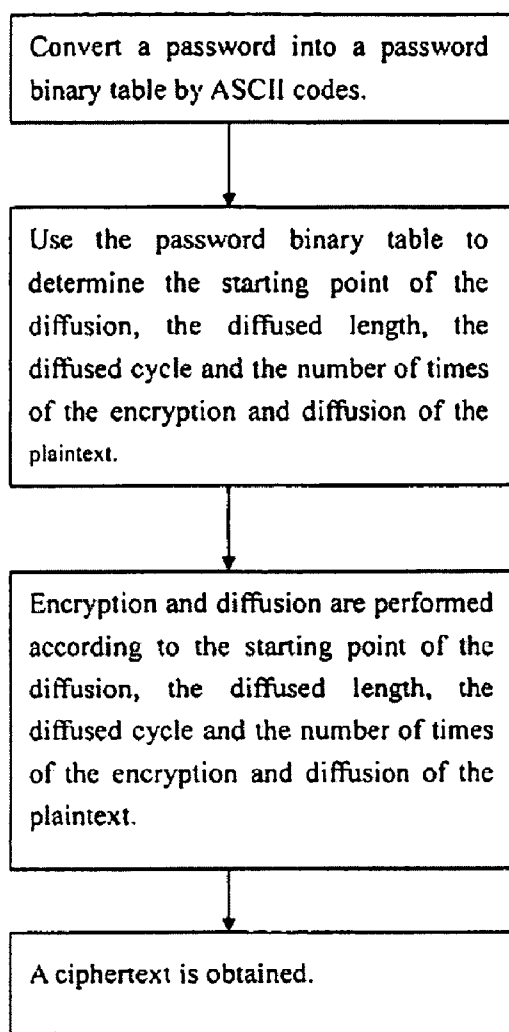 Convert a password into a password
binary table by ASCII codes.
Use the password binary table to
determine the starting point of the
diffusion, the diffused length, the
diffused cycle and the number of times
of the encryption and diffusion of the
plaintext.
Encryption and diffusion are performed
according to the starting point of the
diffusion, the diffused length, the
diffused cycle and the number of times
of the encryption and diffusion of the
plaintext.
A ciphertext is obtained.